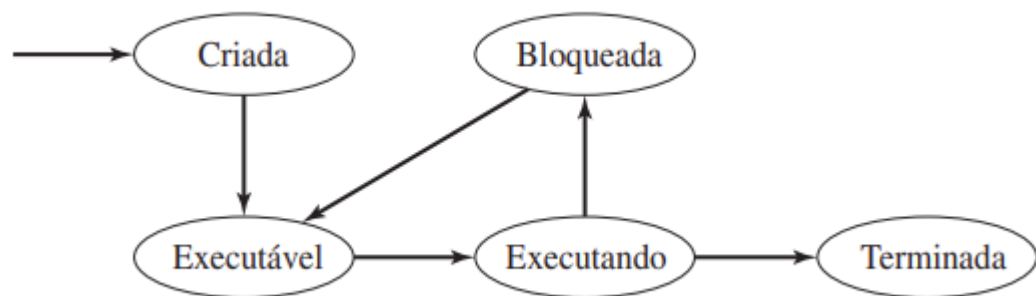 Criada
Bloqueada
Executável
Executando
Terminada